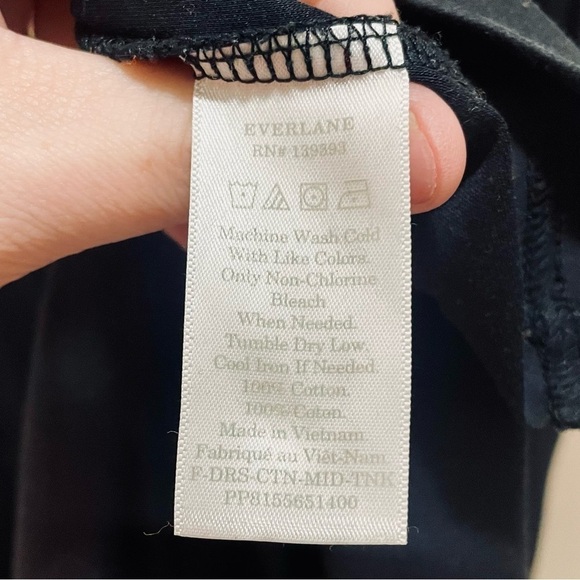 EVERLANE
RN# 139393
Machine Wash Cold
With Like Colors.
Only Non-Chlorine
Bleach
When Needed.
Tumble Dry Low.
Cool Iron If Needed.
100% Cotton.
100% Coton.
Made in Vietnam.
Fabriqué au Viêt-Nam
F-DRS-CTN-MID-TNK
PP8155651400